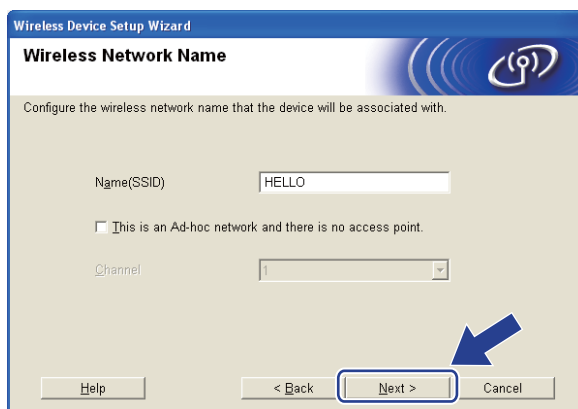 Wireless Device Setup Wizard
Wireless Network Name
Configure the wireless network name that the device will be associated with.
Name(SSID) HELLO
This is an Ad-hoc network and there is no access point.
Channel 1
Help < Back Next > Cancel